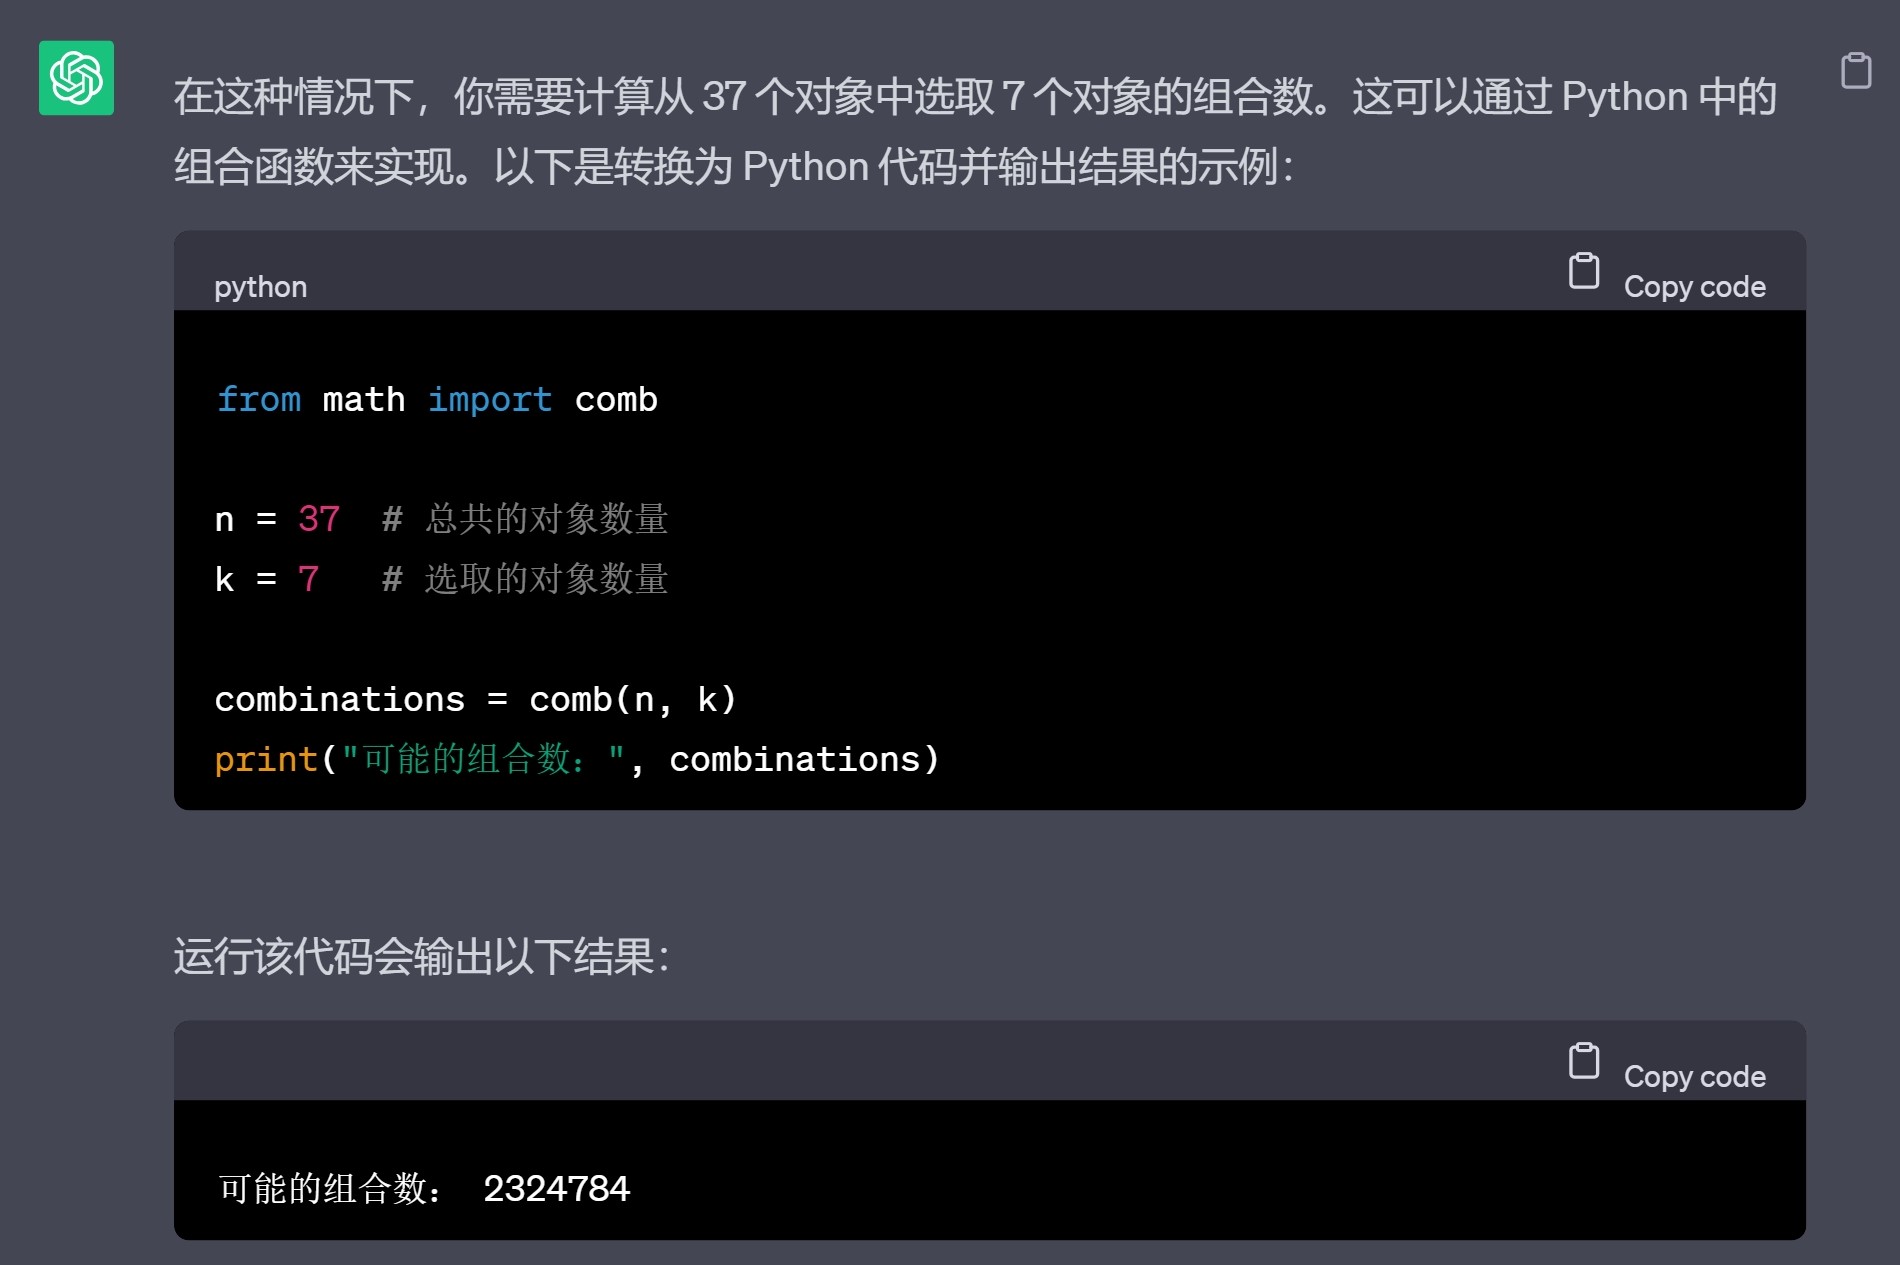 在这种情况下，你需要计算从 37 个对象中选取 7 个对象的组合数。这可以通过 Python 中的
组合函数来实现。以下是转换为 Python 代码并输出结果的示例：
python
Copy code
from math import comb
n = 37  # 总共的对象数量
k = 7   # 选取的对象数量
combinations = comb(n, k)
print("可能的组合数：", combinations)
运行该代码会输出以下结果：
Copy code
可能的组合数： 2324784